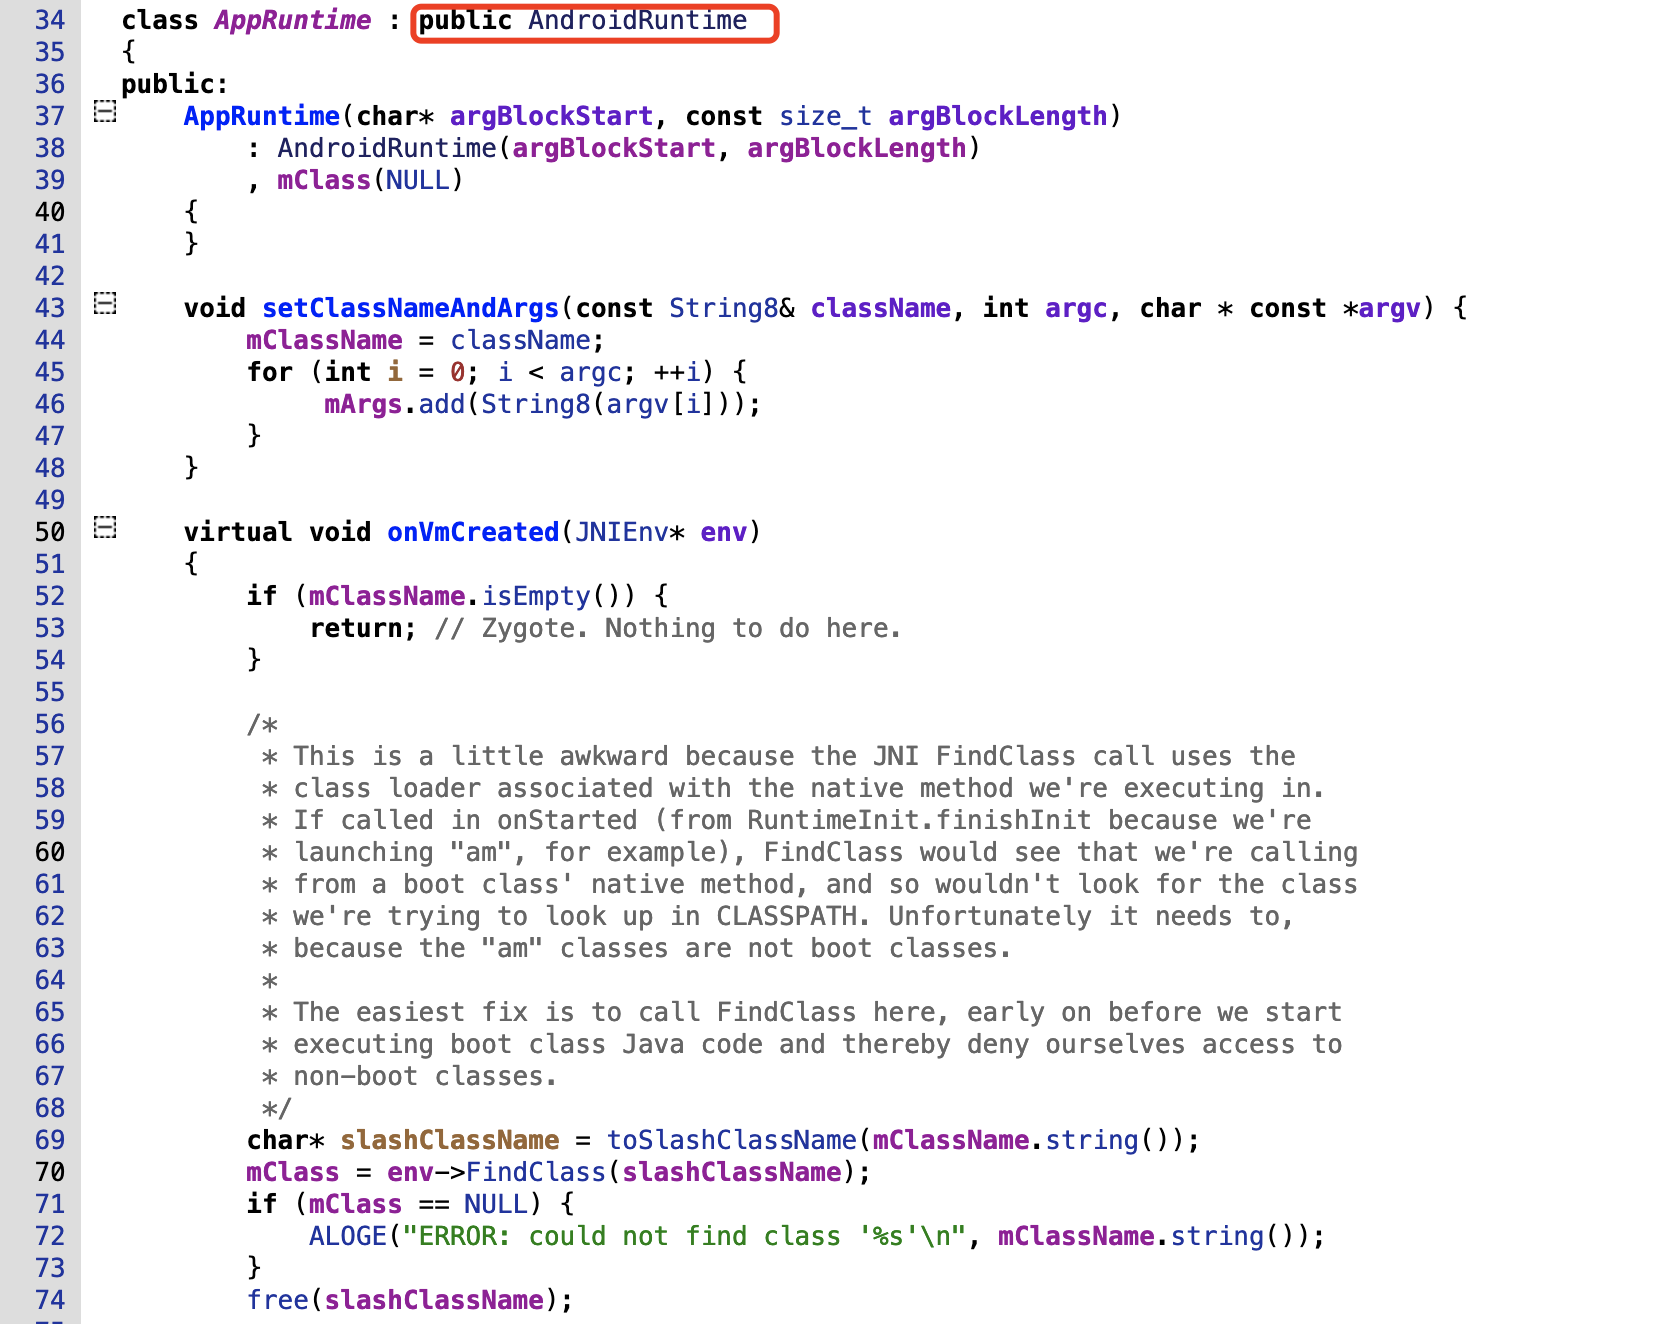 34 class AppRuntime : public AndroidRuntime
35 {
36 public:
37     AppRuntime(char* argBlockStart, const size_t argBlockLength)
38         : AndroidRuntime(argBlockStart, argBlockLength)
39         , mClass(NULL)
40     {
41     }
42
43     void setClassNameAndArgs(const String8& className, int argc, char * const *argv) {
44         mClassName = className;
45         for (int i = 0; i < argc; ++i) {
46              mArgs.add(String8(argv[i]));
47         }
48     }
49
50     virtual void onVmCreated(JNIEnv* env)
51     {
52         if (mClassName.isEmpty()) {
53             return; // Zygote. Nothing to do here.
54         }
55
56         /*
57          * This is a little awkward because the JNI FindClass call uses the
58          * class loader associated with the native method we're executing in.
59          * If called in onStarted (from RuntimeInit.finishInit because we're
60          * launching "am", for example), FindClass would see that we're calling
61          * from a boot class' native method, and so wouldn't look for the class
62          * we're trying to look up in CLASSPATH. Unfortunately it needs to,
63          * because the "am" classes are not boot classes.
64          *
65          * The easiest fix is to call FindClass here, early on before we start
66          * executing boot class Java code and thereby deny ourselves access to
67          * non-boot classes.
68          */
69         char* slashClassName = toSlashClassName(mClassName.string());
70         mClass = env->FindClass(slashClassName);
71         if (mClass == NULL) {
72             ALOGE("ERROR: could not find class '%s'\n", mClassName.string());
73         }
74         free(slashClassName);